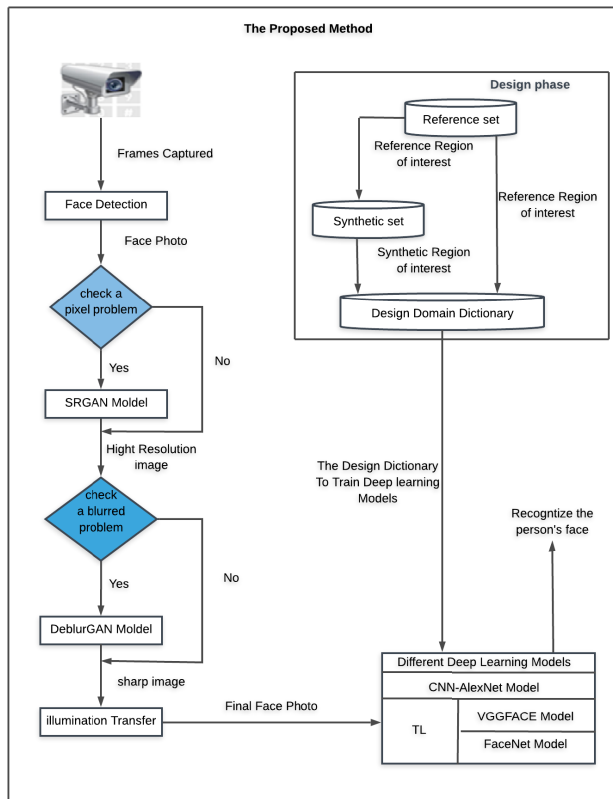 The Proposed Method
Design phase
Reference set
Reference Region
of interest
Reference Region
of interest
Synthetic set
Synthetic Region
of interest
Design Domain Dictionary
Frames Captured
Face Detection
Face Photo
check a
pixel problem
No
Yes
SRGAN Moldel
Hight Resolution
image
check
a blurred
problem
No
Yes
DeblurGAN Moldel
sharp image
illumination Transfer
Final Face Photo
The Design Dictionary
To Train Deep learning
Models
Recogntize the
person's face
Different Deep Learning Models
CNN-AlexNet Model
TL
VGGFACE Model
FaceNet Model